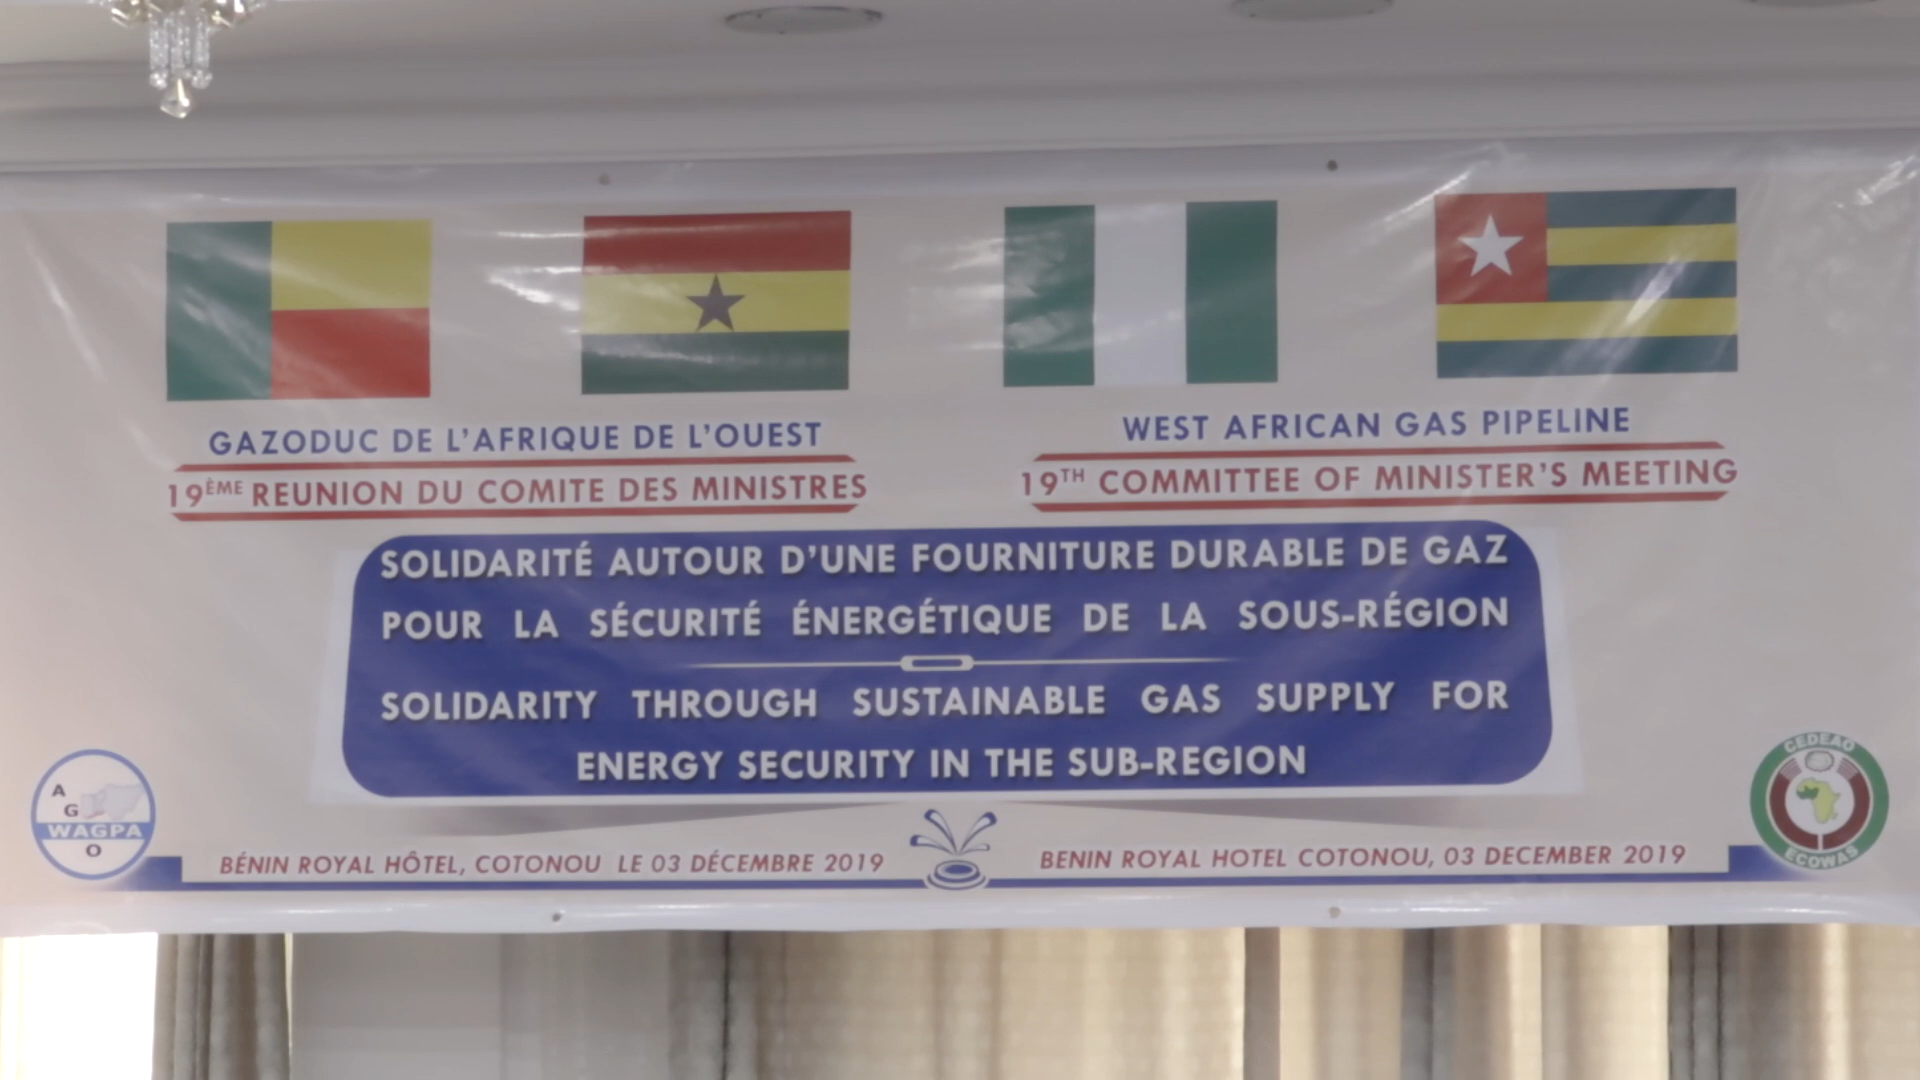 GAZODUC DE L'AFRIQUE DE L'OUEST
19ÈME REUNION DU COMITE DES MINISTRES
WEST AFRICAN GAS PIPELINE
19TH COMMITTEE OF MINISTER'S MEETING
SOLIDARITÉ AUTOUR D'UNE FOURNITURE DURABLE DE GAZ
POUR LA SÉCURITÉ ÉNERGÉTIQUE DE LA SOUS-RÉGION
SOLIDARITY THROUGH SUSTAINABLE GAS SUPPLY FOR
ENERGY SECURITY IN THE SUB-REGION
A
G
WAGPA
O
BÉNIN ROYAL HÔTEL, COTONOU LE 03 DÉCEMBRE 2019
BENIN ROYAL HOTEL COTONOU, 03 DECEMBER 2019
CEDEAO
ECOWAS